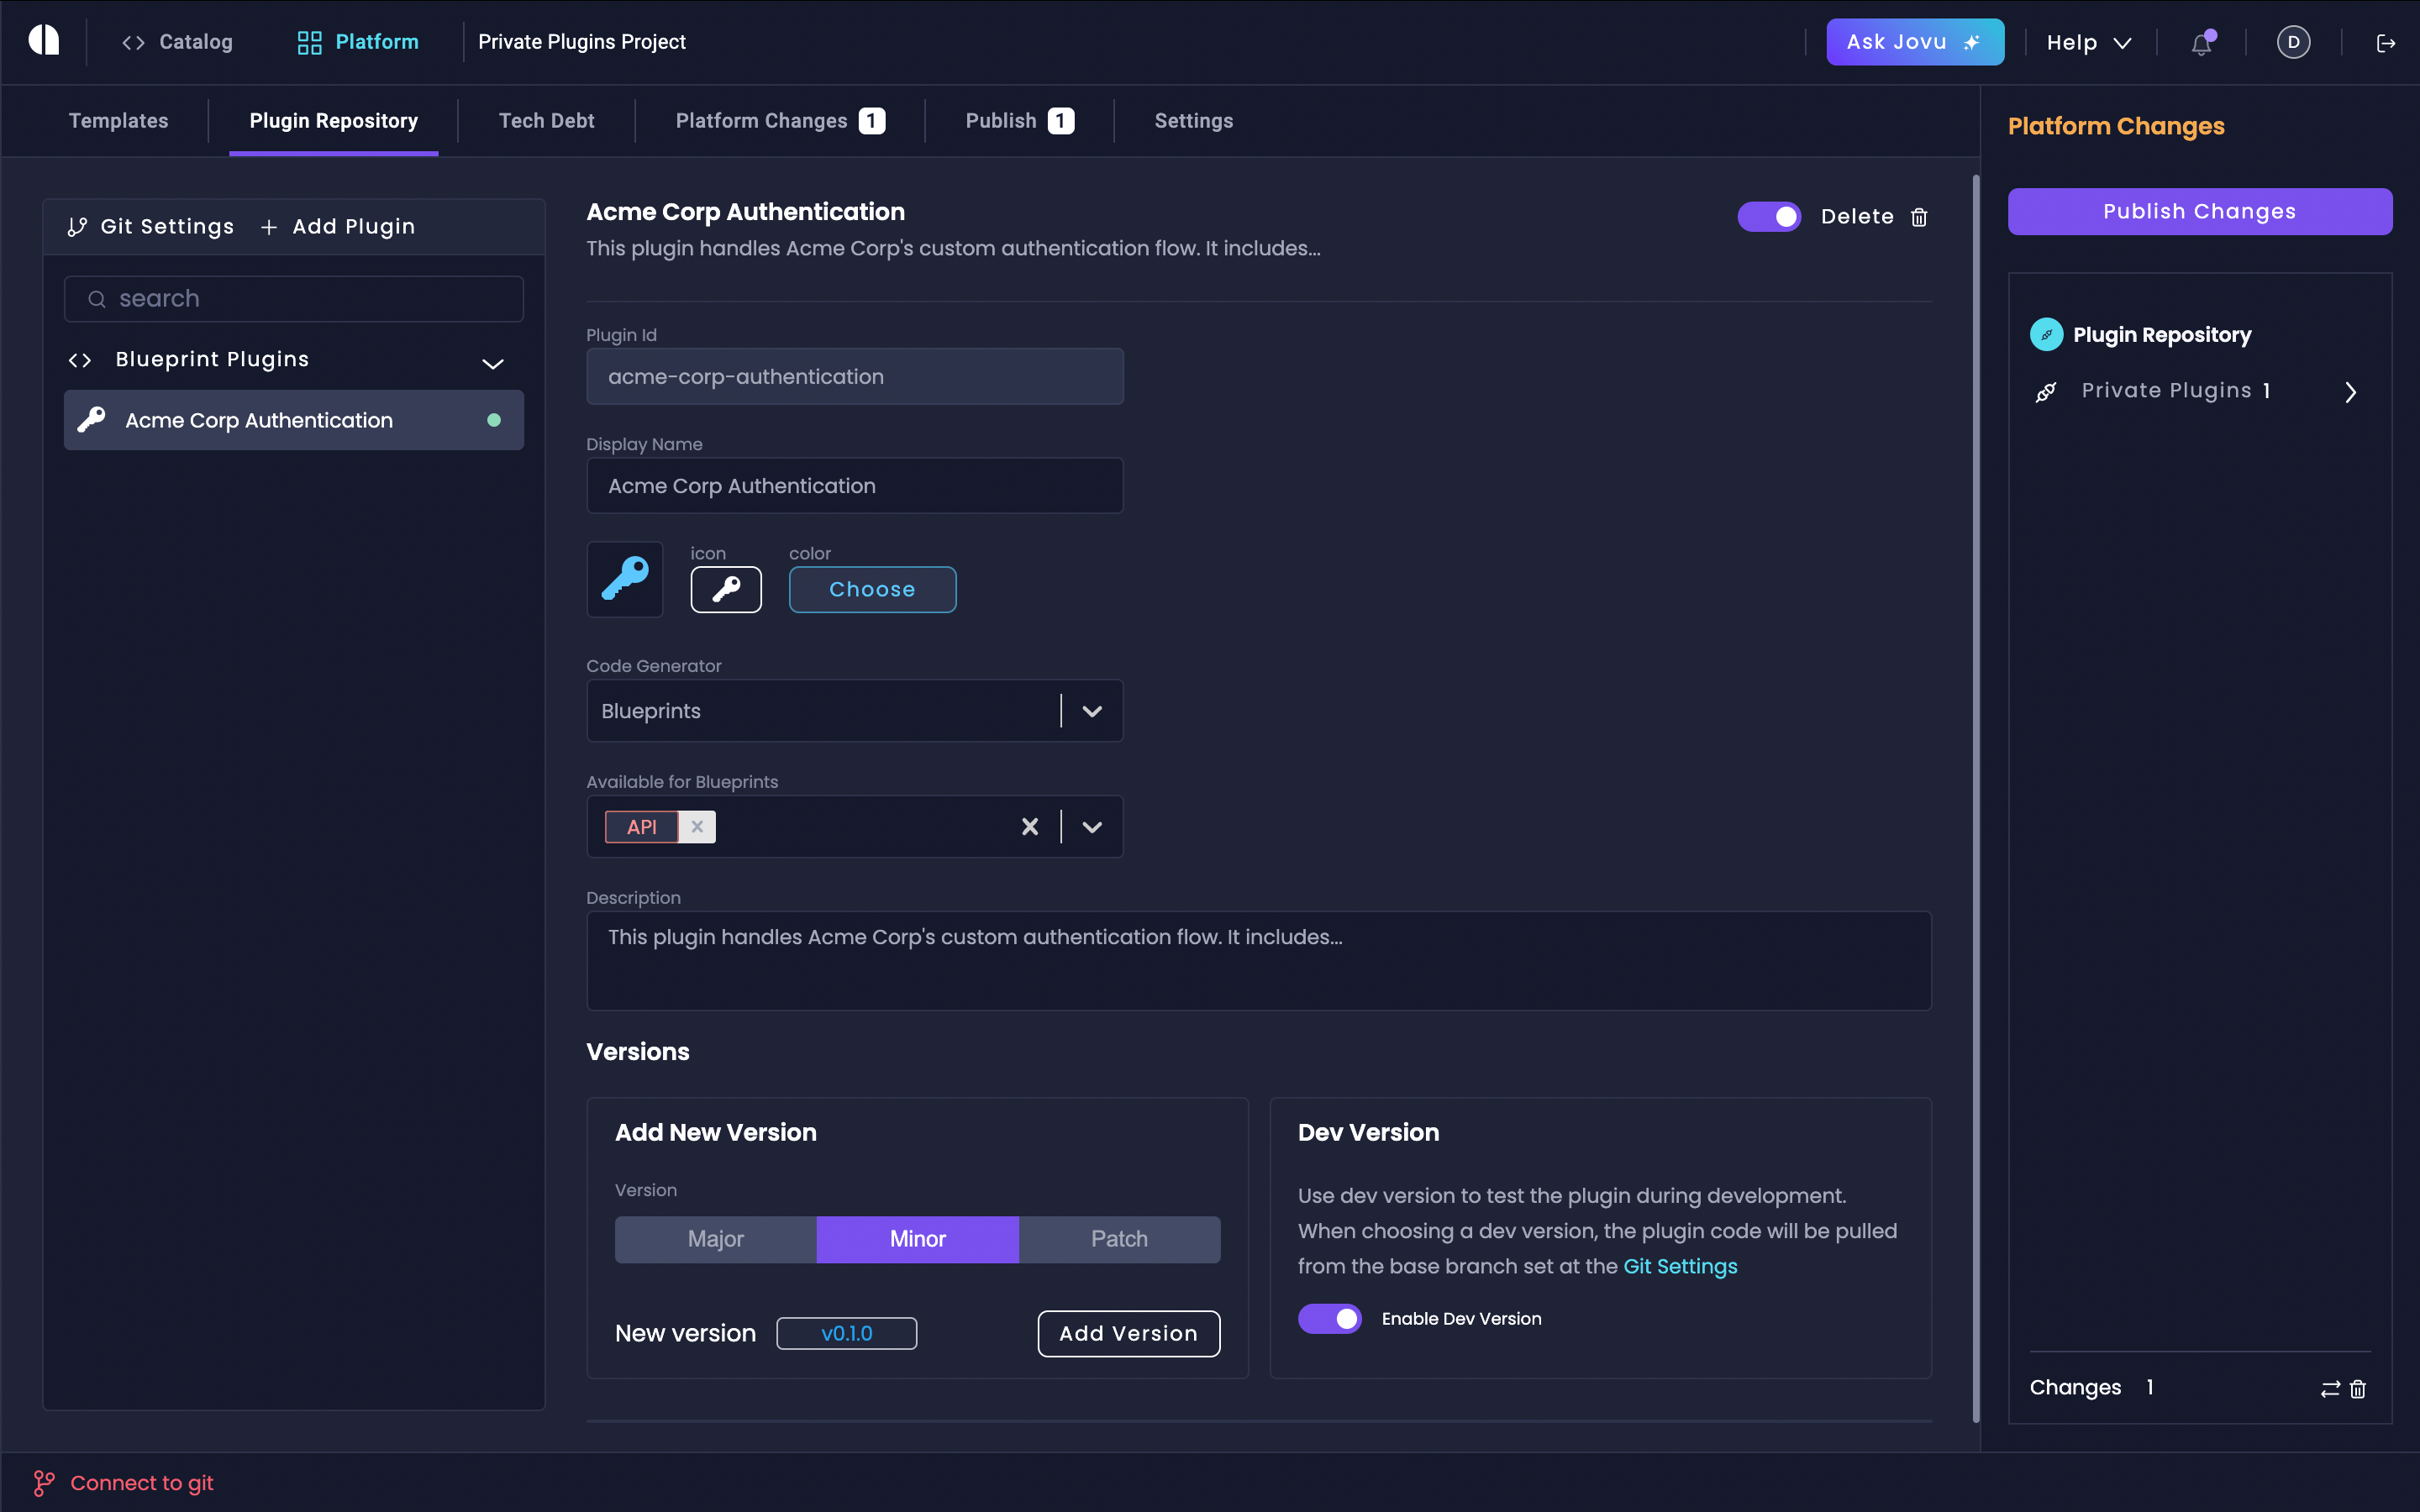 Catalog
Platform
Private Plugins Project
Ask Jovu
Help
D
Templates
Plugin Repository
Tech Debt
Platform Changes 1
Publish 1
Settings
Git Settings
Add Plugin
search
Blueprint Plugins
Acme Corp Authentication
Acme Corp Authentication
This plugin handles Acme Corp's custom authentication flow. It includes...
Delete
Plugin Id
acme-corp-authentication
Display Name
Acme Corp Authentication
icon
color
Choose
Code Generator
Blueprints
Available for Blueprints
API
Description
This plugin handles Acme Corp's custom authentication flow. It includes...
Versions
Add New Version
Version
Major
Minor
Patch
New version
v0.1.0
Add Version
Dev Version
Use dev version to test the plugin during development.
When choosing a dev version, the plugin code will be pulled
from the base branch set at the Git Settings
Enable Dev Version
Platform Changes
Publish Changes
Plugin Repository
Private Plugins 1
Changes 1
Connect to git